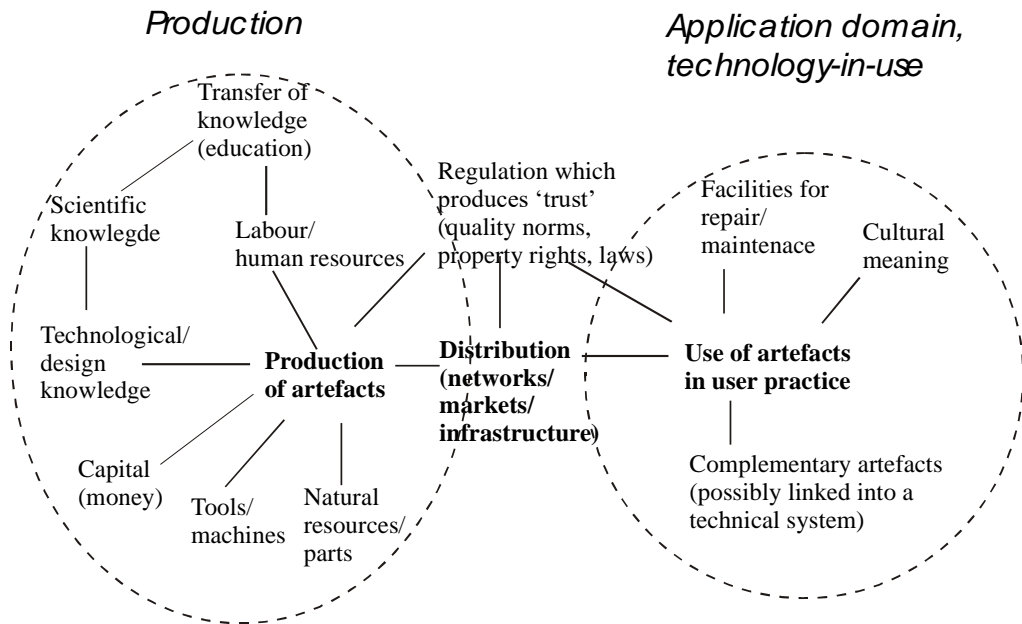 Production
Application domain,
technology-in-use
Transfer of
knowledge
(education)
Scientific
knowlegde
Labour/
human resources
Technological/
design
knowledge
Production
of artefacts
Capital
(money)
Tools/
machines
Natural
resources/
parts
Regulation which
produces ‘trust’
(quality norms,
property rights, laws)
Distribution
(networks/
markets/
infrastructure)
Facilities for
repair/
maintenace
Cultural
meaning
Use of artefacts
in user practice
Complementary artefacts
(possibly linked into a
technical system)